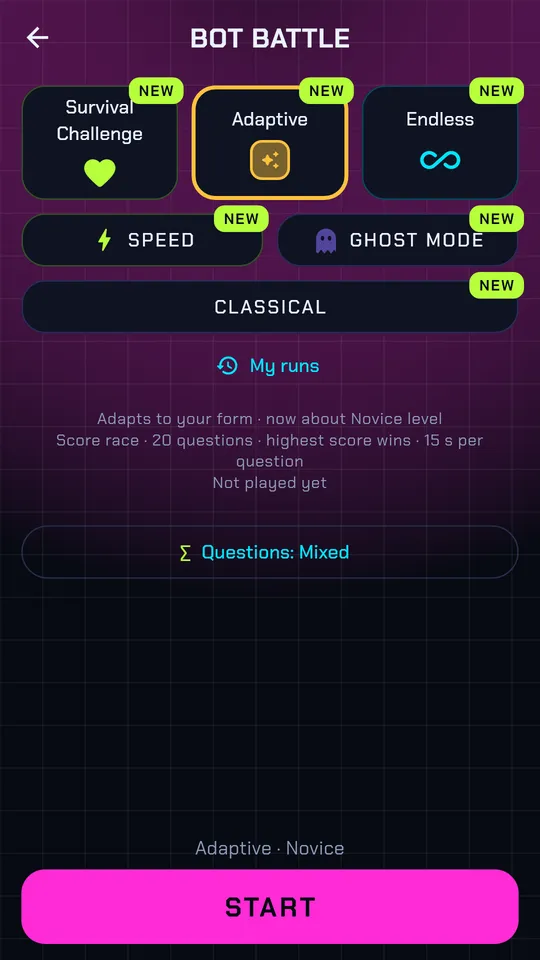 BOT BATTLE
NEW
NEW
NEW
Survival
Challenge
Adaptive
Endless
NEW
NEW
SPEED
GHOST MODE
NEW
CLASSICAL
My runs
Adapts to your form · now about Novice level
Score race · 20 questions · highest score wins · 15 s per
question
Not played yet
Σ Questions: Mixed
Adaptive · Novice
START